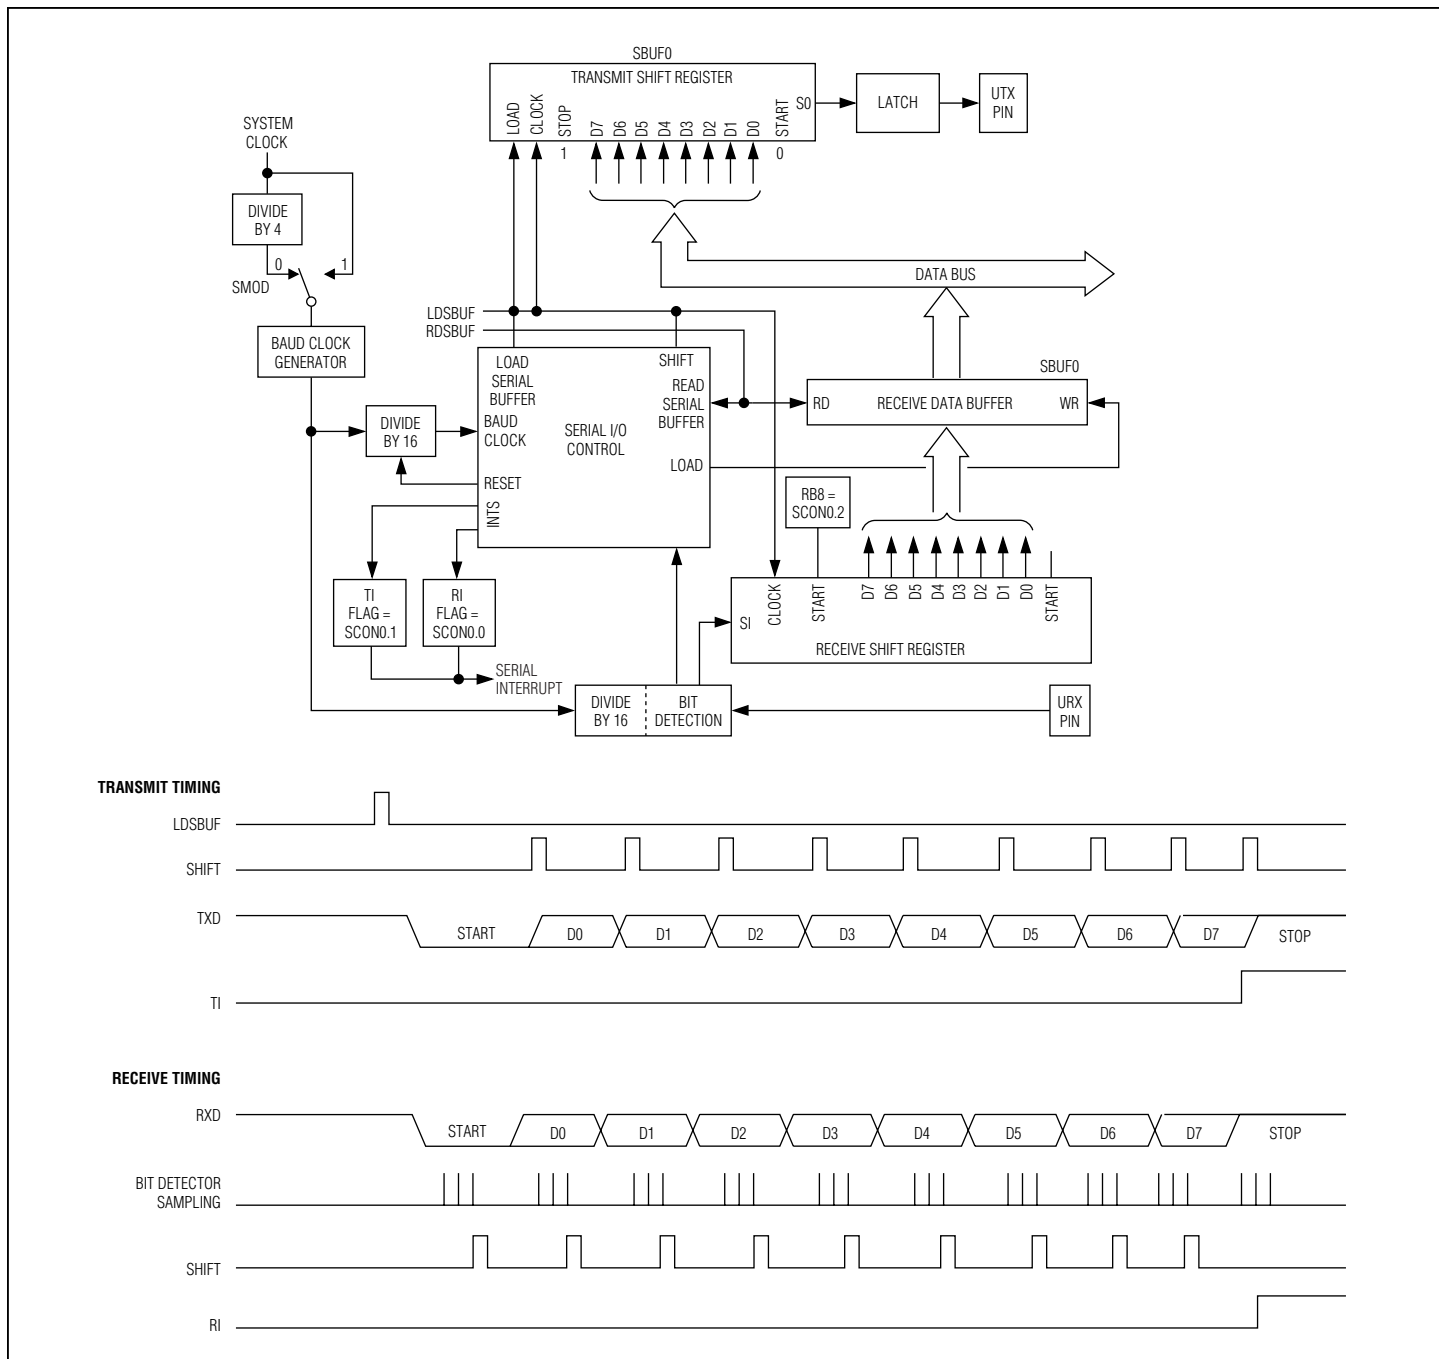 SBUF0
TRANSMIT SHIFT REGISTER
LOAD
CLOCK
STOP
D7
D6
D5
D4
D3
D2
D1
D0
START
S0
1
0
LATCH
UTX
PIN
SYSTEM
CLOCK
DIVIDE
BY 4
0
1
SMOD
BAUD CLOCK
GENERATOR
DATA BUS
LDSBUF
RDSBUF
LOAD
SERIAL
BUFFER
SHIFT
READ
SERIAL
BUFFER
BAUD
CLOCK
SERIAL I/O
CONTROL
LOAD
RESET
INTS
DIVIDE
BY 16
SBUF0
RD
RECEIVE DATA BUFFER
WR
RB8 =
SCON0.2
TI
FLAG =
SCON0.1
RI
FLAG =
SCON0.0
SERIAL
INTERRUPT
SI
CLOCK
START
D7
D6
D5
D4
D3
D2
D1
D0
START
RECEIVE SHIFT REGISTER
DIVIDE
BY 16
BIT
DETECTION
URX
PIN
TRANSMIT TIMING
LDSBUF
SHIFT
TXD
START D0 D1 D2 D3 D4 D5 D6 D7 STOP
TI
RECEIVE TIMING
RXD
START D0 D1 D2 D3 D4 D5 D6 D7 STOP
BIT DETECTOR
SAMPLING
SHIFT
RI